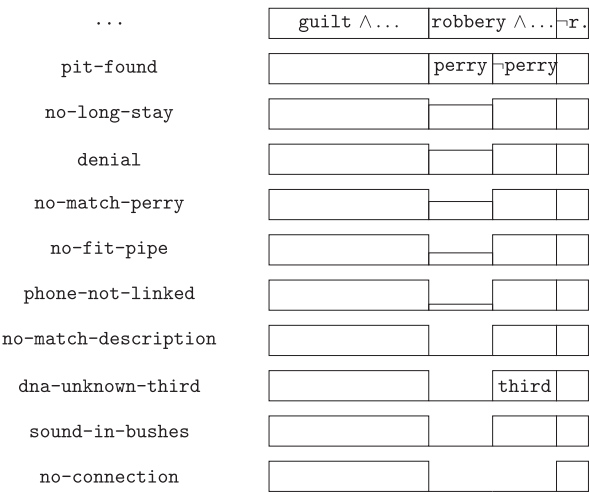 ... guilt ∧... robbery ∧... ¬r.
pit-found perry ¬perry
no-long-stay
denial
no-match-perry
no-fit-pipe
phone-not-linked
no-match-description
dna-unknown-third third
sound-in-bushes
no-connection